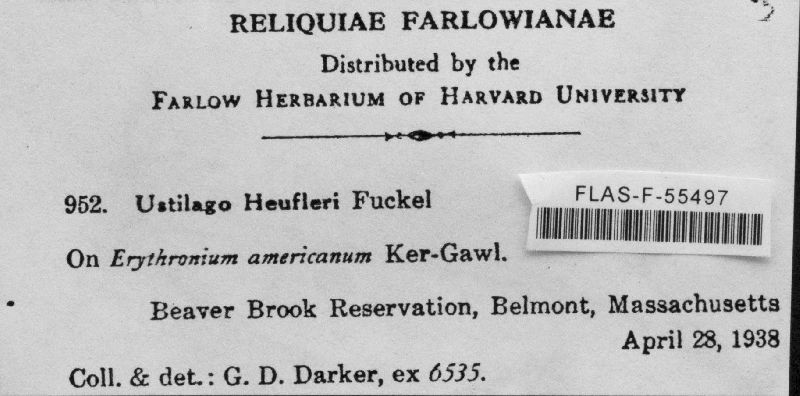 RELIQUIAE FARLOWIANAE
Distributed by the
FARLOW HERBARIUM OF HARVARD UNIVERSITY
952. Ustilago Heufleri Fuckel
FLAS-F-55497
On Erythronium americanum Ker-Gawl.
Beaver Brook Reservation, Belmont, Massachusetts
April 28, 1938
Coll. & det.: G. D. Darker, ex 6535.